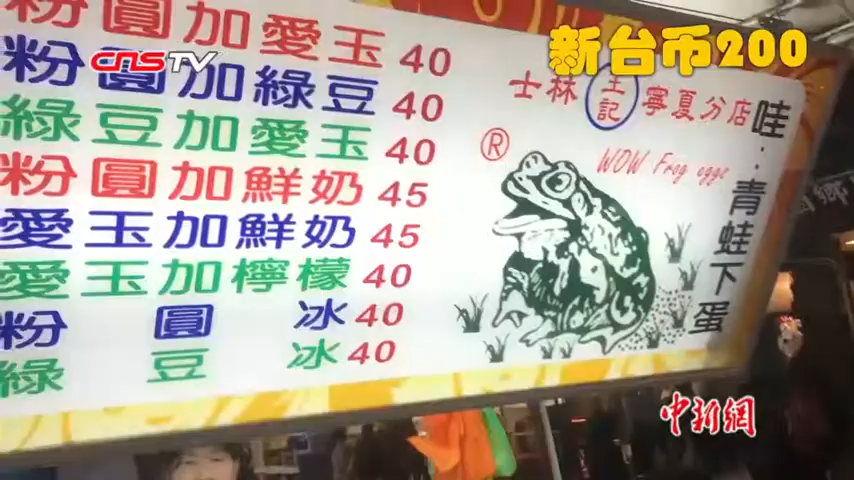 CNSTV
新台币200
粉圓加愛玉 40
粉圓加綠豆 40
綠豆加愛玉 40
粉圓加鮮奶 45
愛玉加鮮奶 45
愛玉加檸檬 40
粉圓冰 40
綠豆冰 40
士林 王記 寧夏分店
®
WOW Frog eggs
哇：青蛙下蛋
中新網